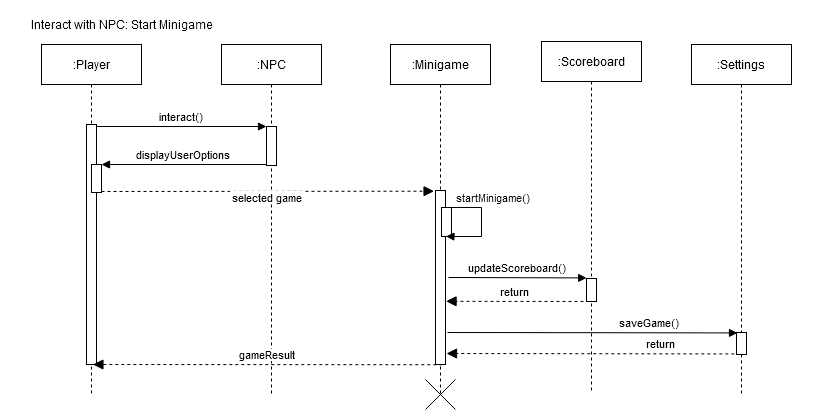 Interact with NPC: Start Minigame
:Player
:NPC
:Minigame
:Scoreboard
:Settings
interact()
displayUserOptions
selected game
startMinigame()
updateScoreboard()
return
saveGame()
return
gameResult